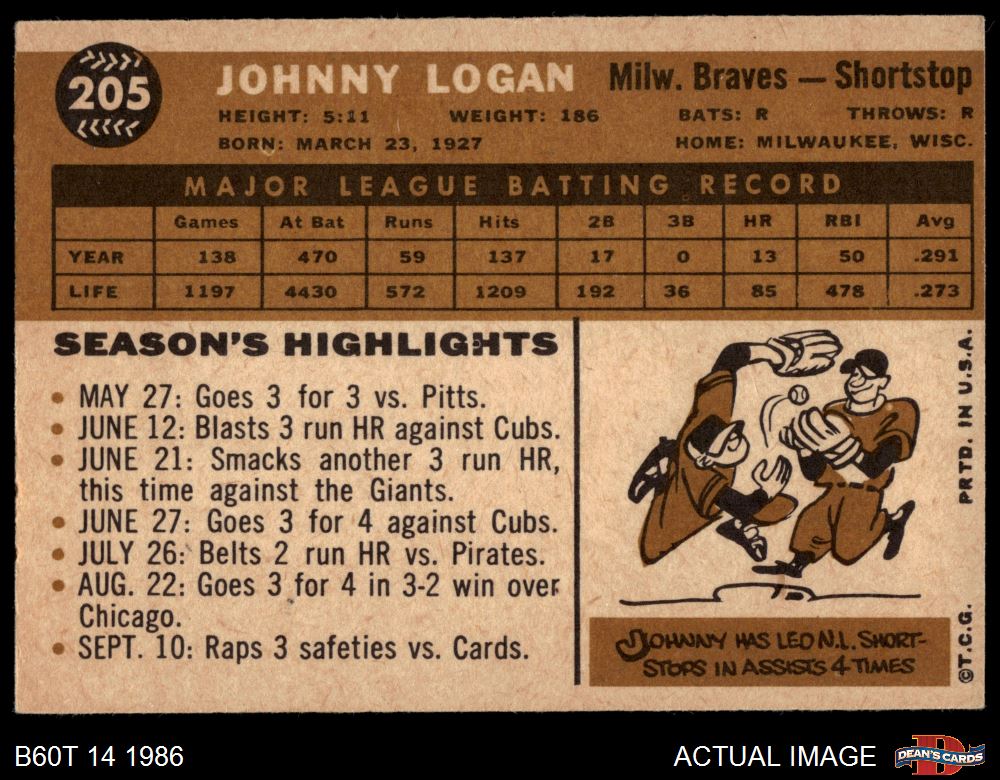 205
JOHNNY LOGAN Milw. Braves — Shortstop
HEIGHT: 5:11 WEIGHT: 186 BATS: R THROWS: R
BORN: MARCH 23, 1927 HOME: MILWAUKEE, WISC.
MAJOR LEAGUE BATTING RECORD
Games At Bat Runs Hits 2B 3B HR RBI Avg
YEAR 138 470 59 137 17 0 13 50 .291
LIFE 1197 4430 572 1209 192 36 85 478 .273
SEASON'S HIGHLIGHTS
• MAY 27: Goes 3 for 3 vs. Pitts.
• JUNE 12: Blasts 3 run HR against Cubs.
• JUNE 21: Smacks another 3 run HR,
this time against the Giants.
• JUNE 27: Goes 3 for 4 against Cubs.
• JULY 26: Belts 2 run HR vs. Pirates.
• AUG. 22: Goes 3 for 4 in 3-2 win over
Chicago.
• SEPT. 10: Raps 3 safeties vs. Cards.
JOHNNY HAS LED N.L. SHORT-
STOPS IN ASSISTS 4 TIMES
PRTD. IN U.S.A.
©T.C.G.
B60T 14 1986 ACTUAL IMAGE
DEAN'S CARDS